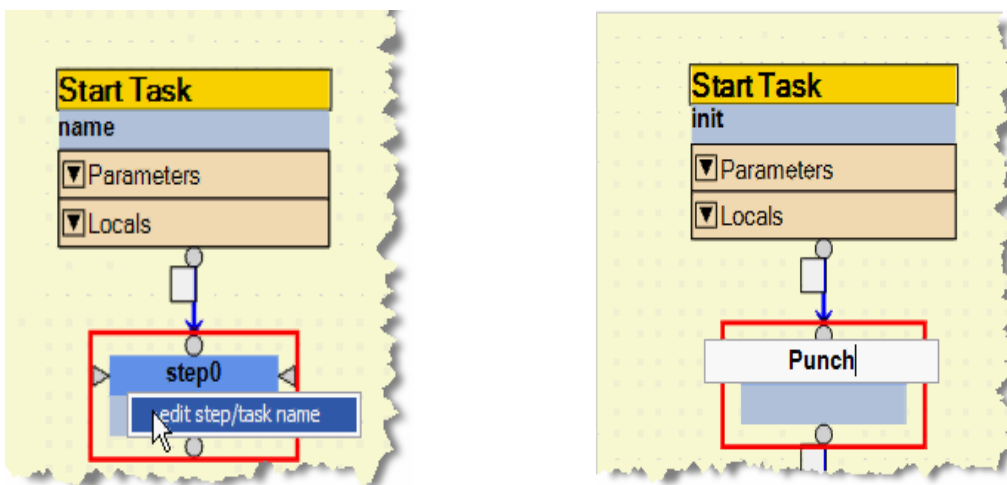 Start Task
name
Parameters
Locals
step0
edit step/task name
Start Task
init
Parameters
Locals
Punch